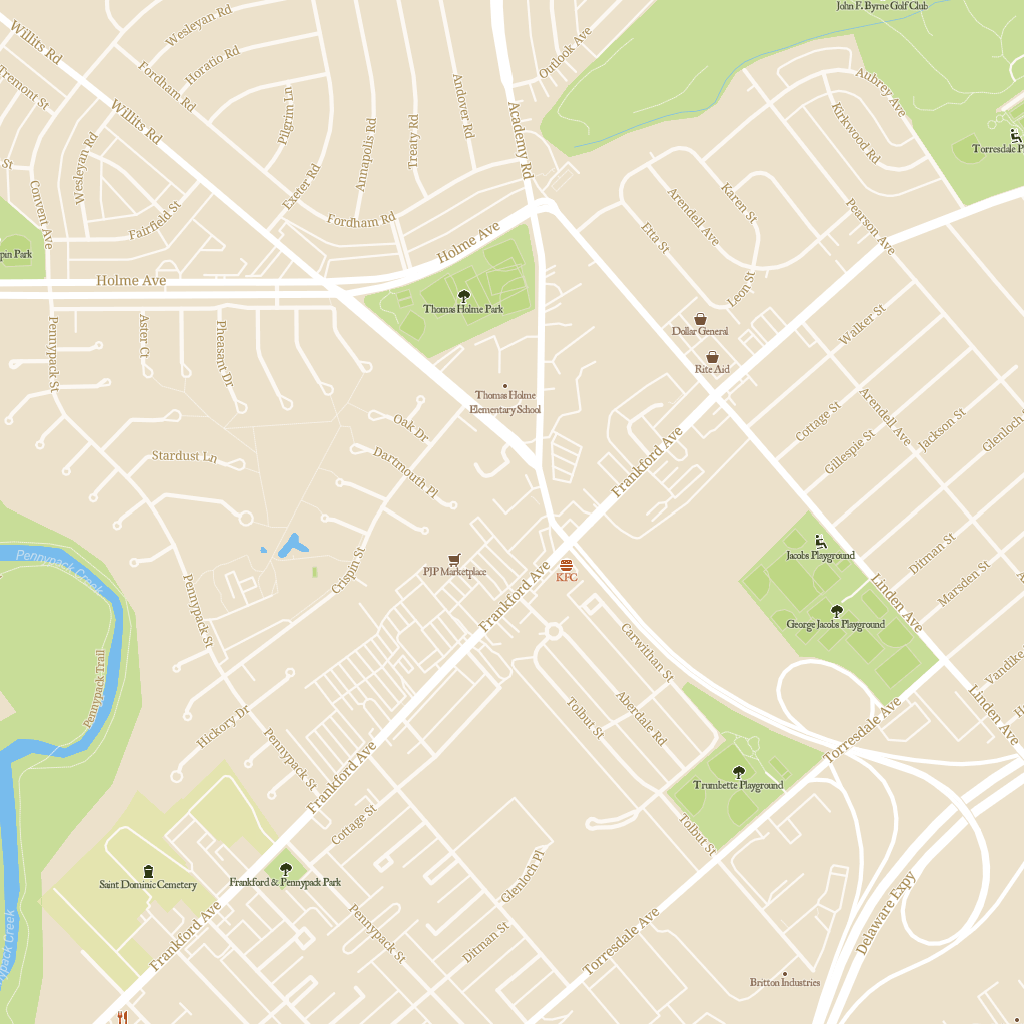 John F. Byrne Golf Club
Wesleyan Rd
Willits Rd
Outlook Ave
Horatio Rd
Fordham Rd
Tremont St
Andover Rd
Aubrey Ave
Pilgrim Ln
Willits Rd
Academy Rd
Kirkwood Rd
Annapolis Rd
Treaty Rd
Torresdale P
St
Wesleyan Rd
Exeter Rd
Convent Ave
Fairfield St
Fordham Rd
Karen St
Arendell Ave
Pearson Ave
Etta St
Holme Ave
pin Park
Holme Ave
Leon St
Thomas Holme Park
Dollar General
Walker St
Pennypack St
Aster Ct
Pheasant Dr
Rite Aid
Thomas Holme
Elementary School
Oak Dr
Cottage St
Arendell Ave
Jackson St
Glenloch
Gillespie St
Stardust Ln
Dartmouth Pl
Frankford Ave
Pennypack Creek
PJP Marketplace
KFC
Crispin St
Jacobs Playground
Ditman St
Marsden St
Linden Ave
Pennypack St
Frankford Ave
George Jacobs Playground
Carwithan St
Vandike
Pennypack Trail
Aberdale Rd
Tolbut St
Linden Ave
H
Hickory Dr
Torresdale Ave
Pennypack St
Frankford Ave
Trumbette Playground
Cottage St
Tolbut St
Saint Dominic Cemetery
Frankford & Pennypack Park
Glenloch Pl
Delaware Expy
Frankford Ave
Pennypack St
Ditman St
Torresdale Ave
nypack Creek
Britton Industries